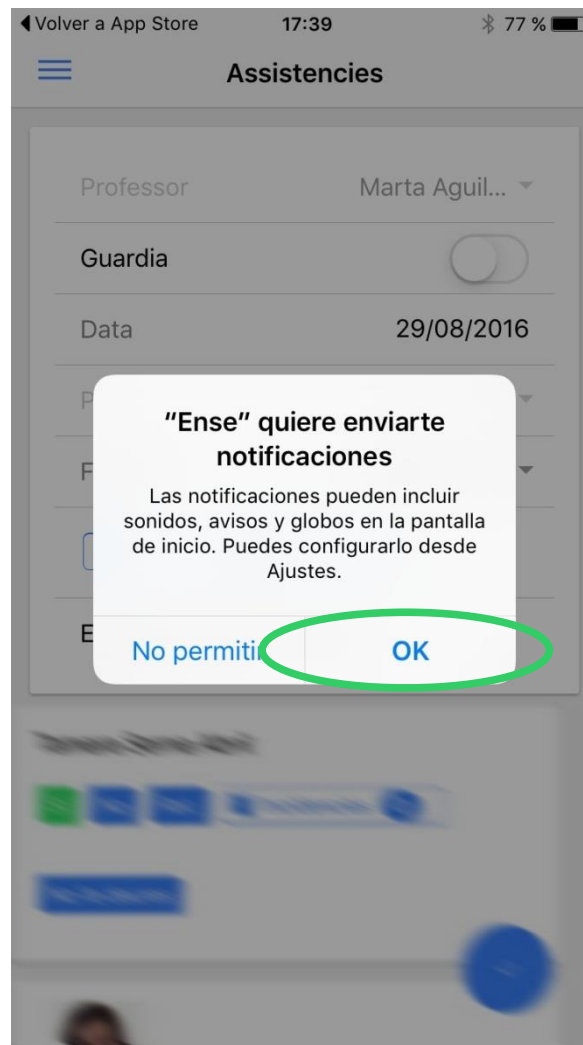 Volver a App Store 17:39 77 %
Assistencies
Professor Marta Aguil...
Guardia
Data 29/08/2016
P
"Ense" quiere enviarte
notificaciones
F
Las notificaciones pueden incluir
sonidos, avisos y globos en la pantalla
de inicio. Puedes configurarlo desde
Ajustes.
E
No permitir OK